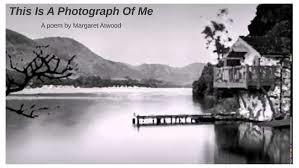 This Is A Photograph Of Me
A poem by Margaret Atwood